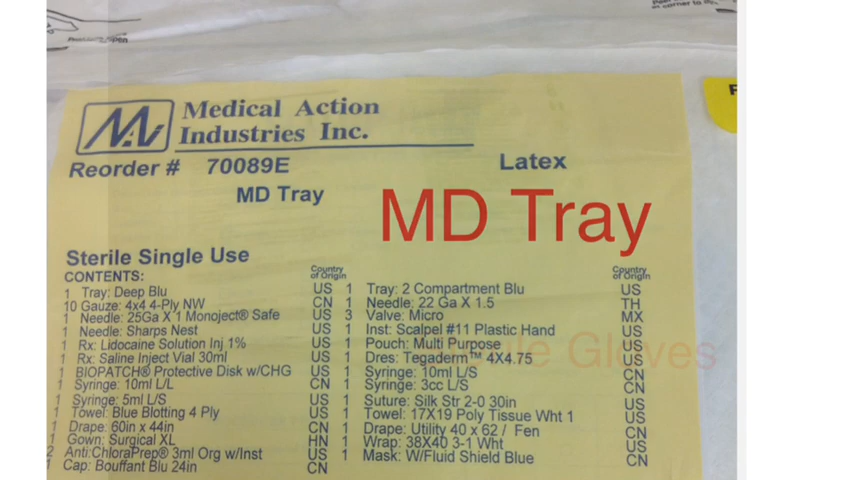 Medical Action
Industries Inc.
Reorder # 70089E
Latex
MD Tray
MD Tray
Sterile Single Use
CONTENTS:
Country of Origin
1 Tray: Deep Blu US
10 Gauze: 4x4 4-Ply NW CN
1 Needle: 25Ga X 1 Monoject® Safe US
1 Needle: Sharps Nest US
1 Rx: Lidocaine Solution Inj 1% US
1 Rx: Saline Inject Vial 30ml US
1 BIOPATCH® Protective Disk w/CHG US
1 Syringe: 10ml L/L CN
1 Syringe: 5ml L/S CN
1 Towel: Blue Blotting 4 Ply US
1 Drape: 60in x 44in CN
1 Gown: Surgical XL HN
2 Anti:ChloraPrep® 3ml Org w/Inst US
1 Cap: Bouffant Blu 24in CN
Country of Origin
1 Tray: 2 Compartment Blu US
1 Needle: 22 Ga X 1.5 TH
3 Valve: Micro MX
1 Inst: Scalpel #11 Plastic Hand US
1 Pouch: Multi Purpose US
1 Dres: Tegaderm™ 4X4.75 US
1 Syringe: 10ml L/S CN
1 Syringe: 3cc L/S CN
1 Suture: Silk Str 2-0 30in US
1 Towel: 17X19 Poly Tissue Wht 1 US
1 Drape: Utility 40 x 62 / Fen CN
1 Wrap: 38X40 3-1 Wht US
1 Mask: W/Fluid Shield Blue CN
Gloves